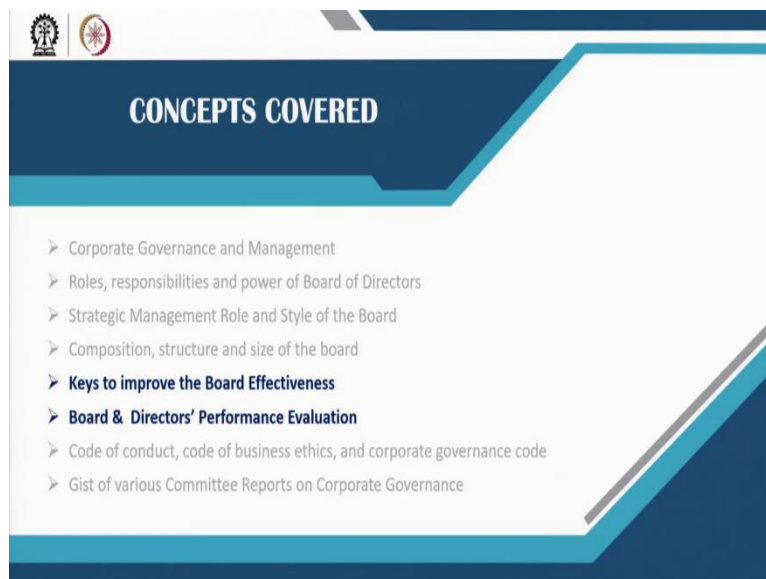 CONCEPTS COVERED
➤ Corporate Governance and Management
➤ Roles, responsibilities and power of Board of Directors
➤ Strategic Management Role and Style of the Board
➤ Composition, structure and size of the board
➤ Keys to improve the Board Effectiveness
➤ Board & Directors' Performance Evaluation
➤ Code of conduct, code of business ethics, and corporate governance code
➤ Gist of various Committee Reports on Corporate Governance